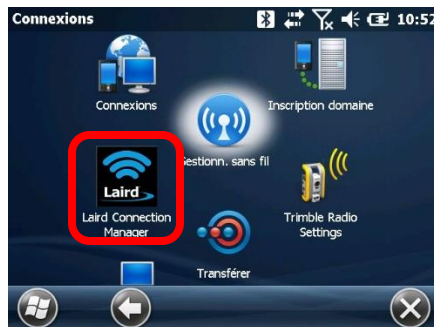 Connexions
10:52
Connexions
Inscription domaine
Gestionn. sans fil
Laird
Laird Connection
Manager
Trimble Radio
Settings
Transférer